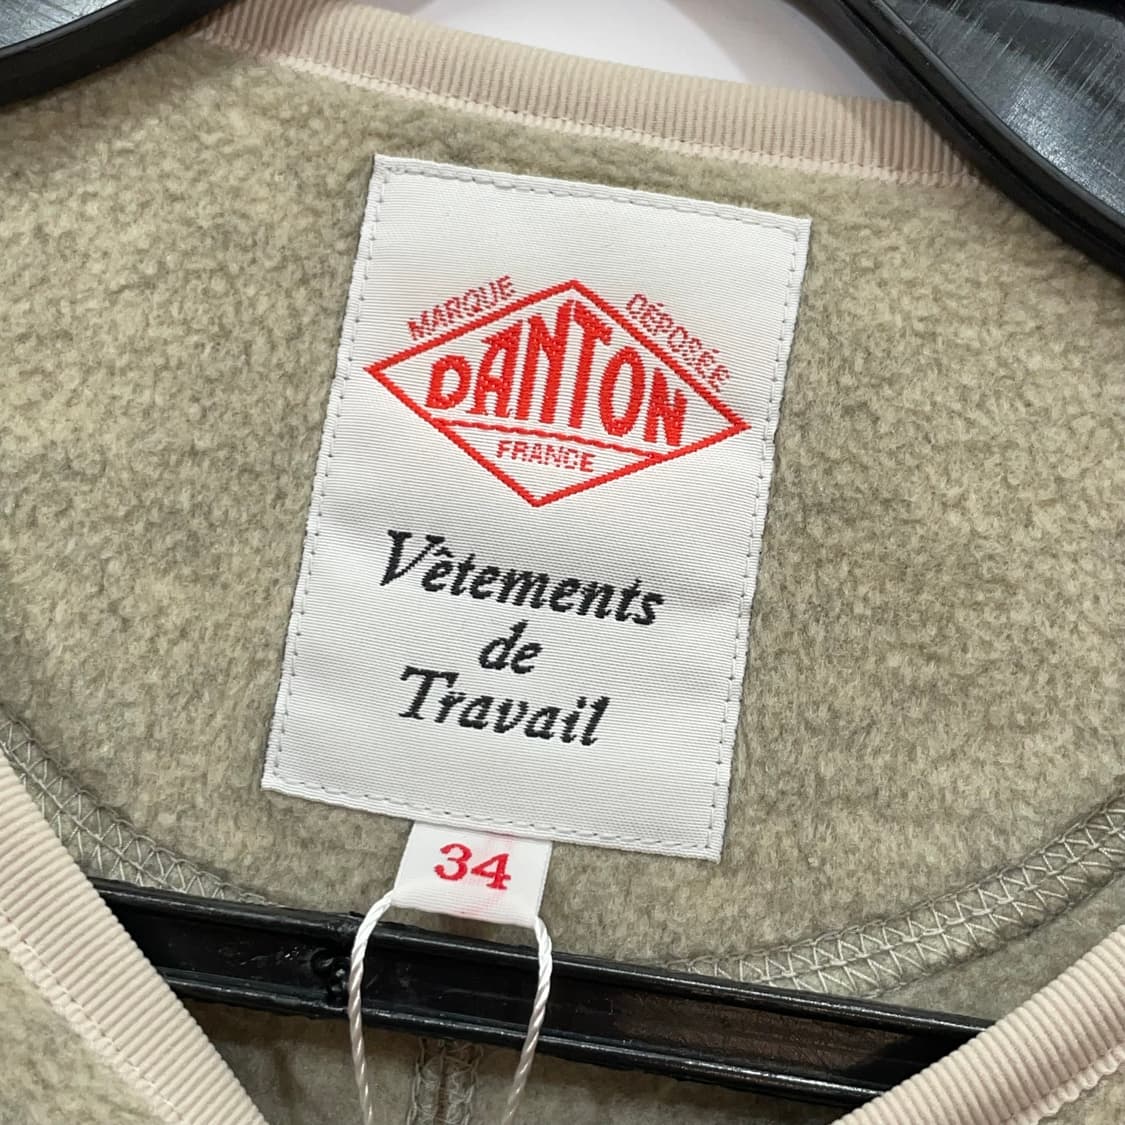 MARQUE DÉPOSÉE
DANTON
FRANCE
Vêtements
de
Travail
34